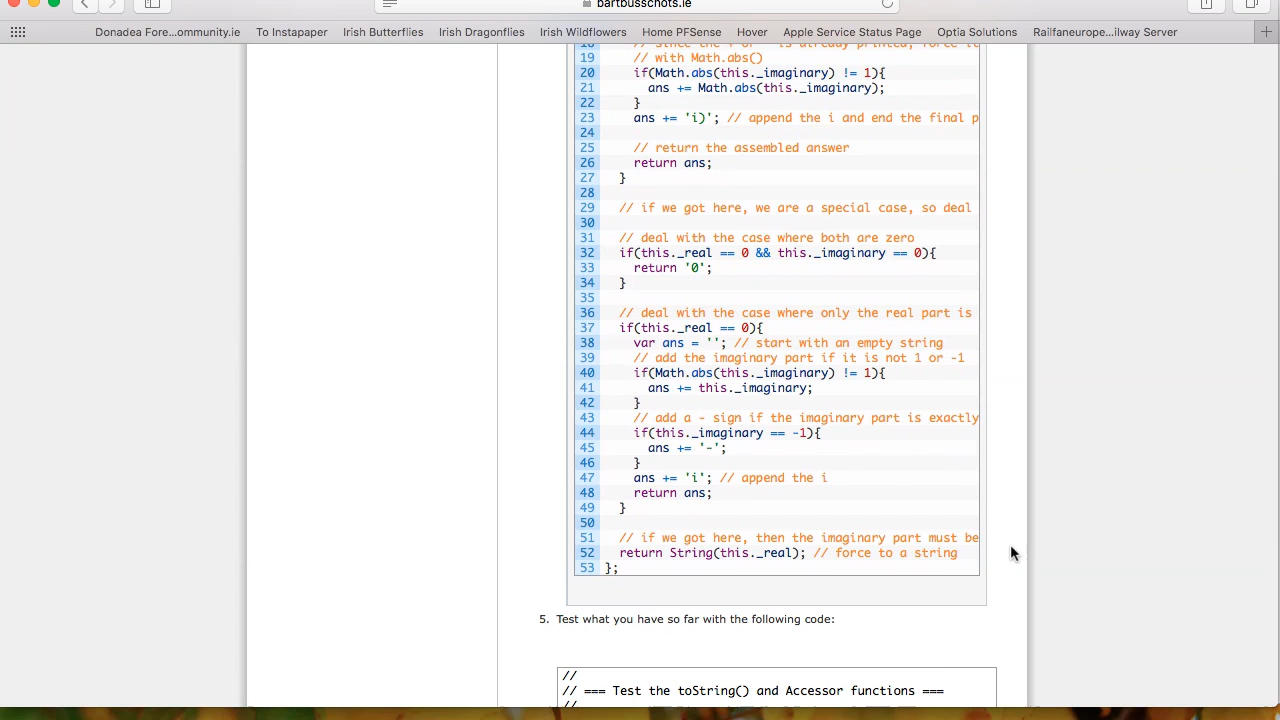 bartbusschots.ie
Donadea Fore...ommunity.ie To Instapaper Irish Butterflies Irish Dragonflies Irish Wildflowers Home PFSense Hover Apple Service Status Page Optia Solutions Railfaneurope...ilway Server
18 // since the + or - is already printed, force it
19 // with Math.abs()
20 if(Math.abs(this._imaginary) != 1){
21 ans += Math.abs(this._imaginary);
22 }
23 ans += 'i)'; // append the i and end the final p
24
25 // return the assembled answer
26 return ans;
27 }
28
29 // if we got here, we are a special case, so deal
30
31 // deal with the case where both are zero
32 if(this._real == 0 && this._imaginary == 0){
33 return '0';
34 }
35
36 // deal with the case where only the real part is
37 if(this._real == 0){
38 var ans = ''; // start with an empty string
39 // add the imaginary part if it is not 1 or -1
40 if(Math.abs(this._imaginary) != 1){
41 ans += this._imaginary;
42 }
43 // add a - sign if the imaginary part is exactly
44 if(this._imaginary == -1){
45 ans += '-';
46 }
47 ans += 'i'; // append the i
48 return ans;
49 }
50
51 // if we got here, then the imaginary part must be
52 return String(this._real); // force to a string
53 };
5. Test what you have so far with the following code:
//
// === Test the toString() and Accessor functions ===
//